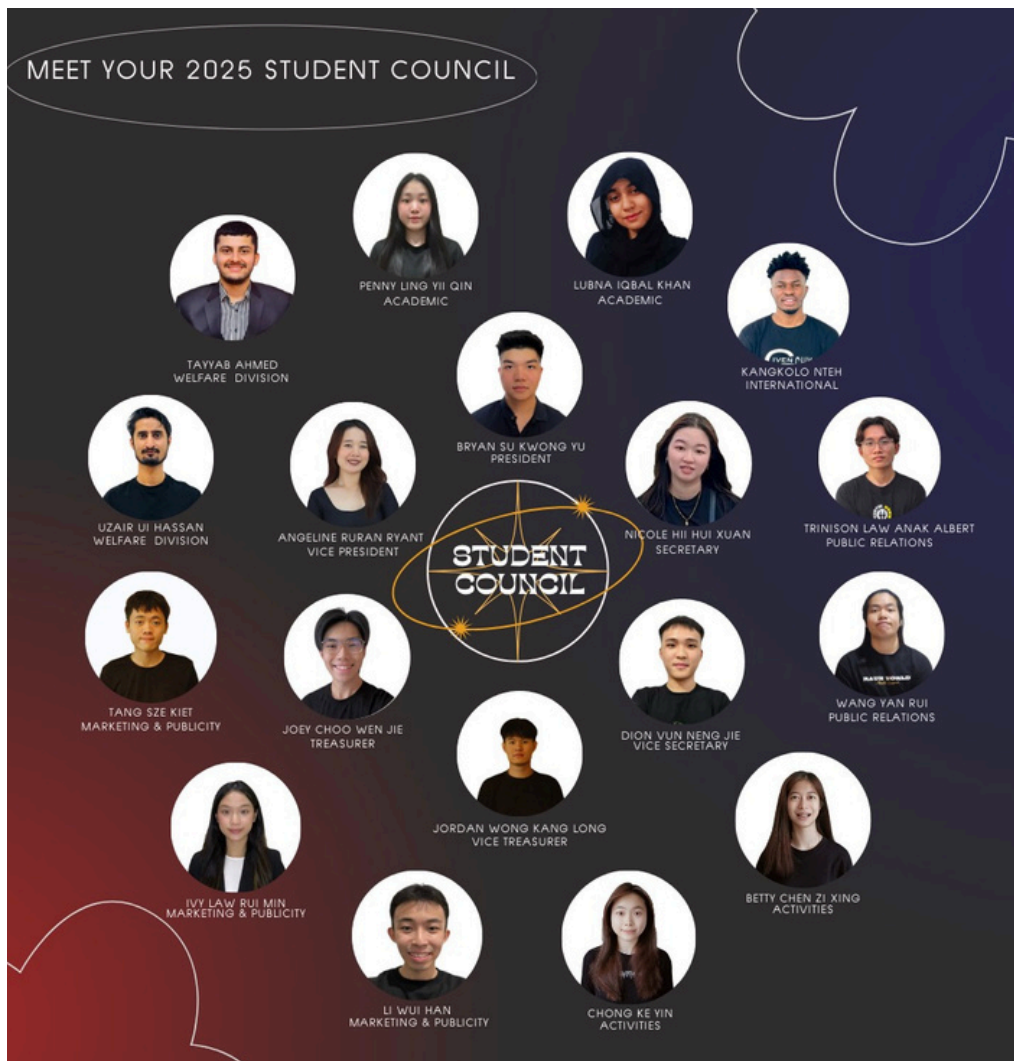 MEET YOUR 2025 STUDENT COUNCIL
PENNY LING YII QIN
ACADEMIC
LUBNA IQBAL KHAN
ACADEMIC
TAYYAB AHMED
WELFARE DIVISION
KANGKOLO NTEH
INTERNATIONAL
BRYAN SU KWONG YU
PRESIDENT
UZAIR UI HASSAN
WELFARE DIVISION
ANGELINE RURAN RYANT
VICE PRESIDENT
NICOLE HII HUI XUAN
SECRETARY
TRINISON LAW ANAK ALBERT
PUBLIC RELATIONS
STUDENT
COUNCIL
TANG SZE KIET
MARKETING & PUBLICITY
JOEY CHOO WEN JIE
TREASURER
DION VUN NENG JIE
VICE SECRETARY
WANG YAN RUI
PUBLIC RELATIONS
JORDAN WONG KANG LONG
VICE TREASURER
IVY LAW RUI MIN
MARKETING & PUBLICITY
BETTY CHEN ZI XING
ACTIVITIES
LI WUI HAN
MARKETING & PUBLICITY
CHONG KE YIN
ACTIVITIES